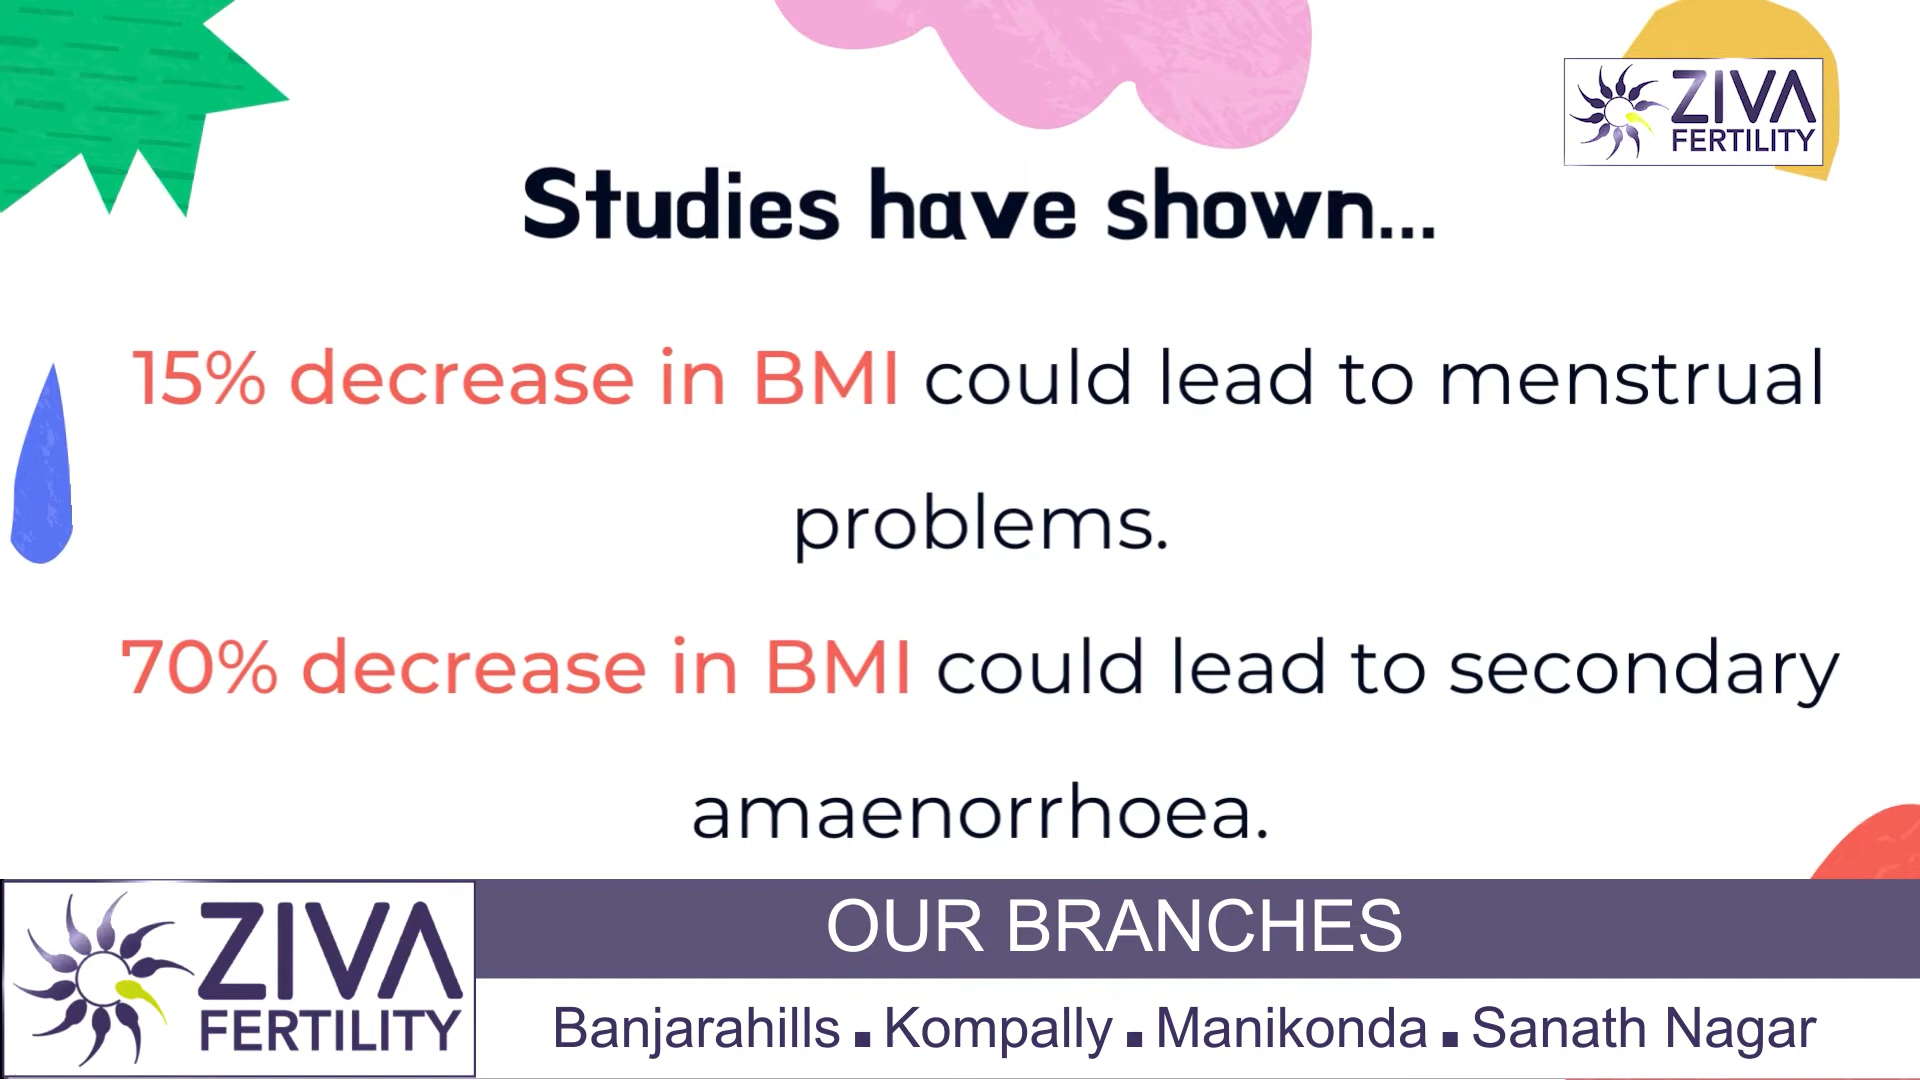 ZIVA
FERTILITY
Studies have shown...
15% decrease in BMI could lead to menstrual
problems.
70% decrease in BMI could lead to secondary
amaenorrhoea.
ZIVA
FERTILITY
OUR BRANCHES
Banjarahills ▪ Kompally ▪ Manikonda ▪ Sanath Nagar